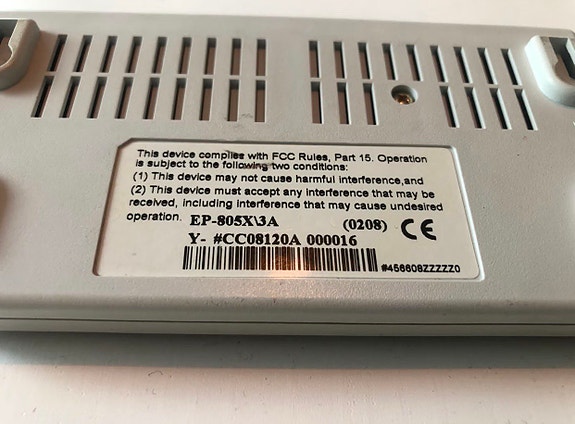 This device complies with FCC Rules, Part 15. Operation
is subject to the following two conditions:
(1) This device may not cause harmful interference,and
(2) This device must accept any interference that may be
received, including interference that may cause undesired
operation. EP-805X\3A (0208) CE
Y- #CC08120A 000016
#456608ZZZZZ0